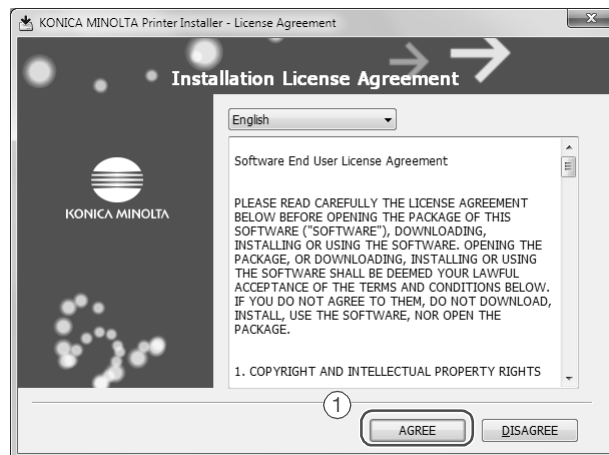 KONICA MINOLTA Printer Installer - License Agreement
x
Installation License Agreement
English
KONICA MINOLTA
Software End User License Agreement
PLEASE READ CAREFULLY THE LICENSE AGREEMENT
BELOW BEFORE OPENING THE PACKAGE OF THIS
SOFTWARE ("SOFTWARE"), DOWNLOADING,
INSTALLING OR USING THE SOFTWARE. OPENING THE
PACKAGE, OR DOWNLOADING, INSTALLING OR USING
THE SOFTWARE SHALL BE DEEMED YOUR LAWFUL
ACCEPTANCE OF THE TERMS AND CONDITIONS BELOW.
IF YOU DO NOT AGREE TO THEM, DO NOT DOWNLOAD,
INSTALL, USE THE SOFTWARE, NOR OPEN THE
PACKAGE.
1. COPYRIGHT AND INTELLECTUAL PROPERTY RIGHTS
1
AGREE
DISAGREE